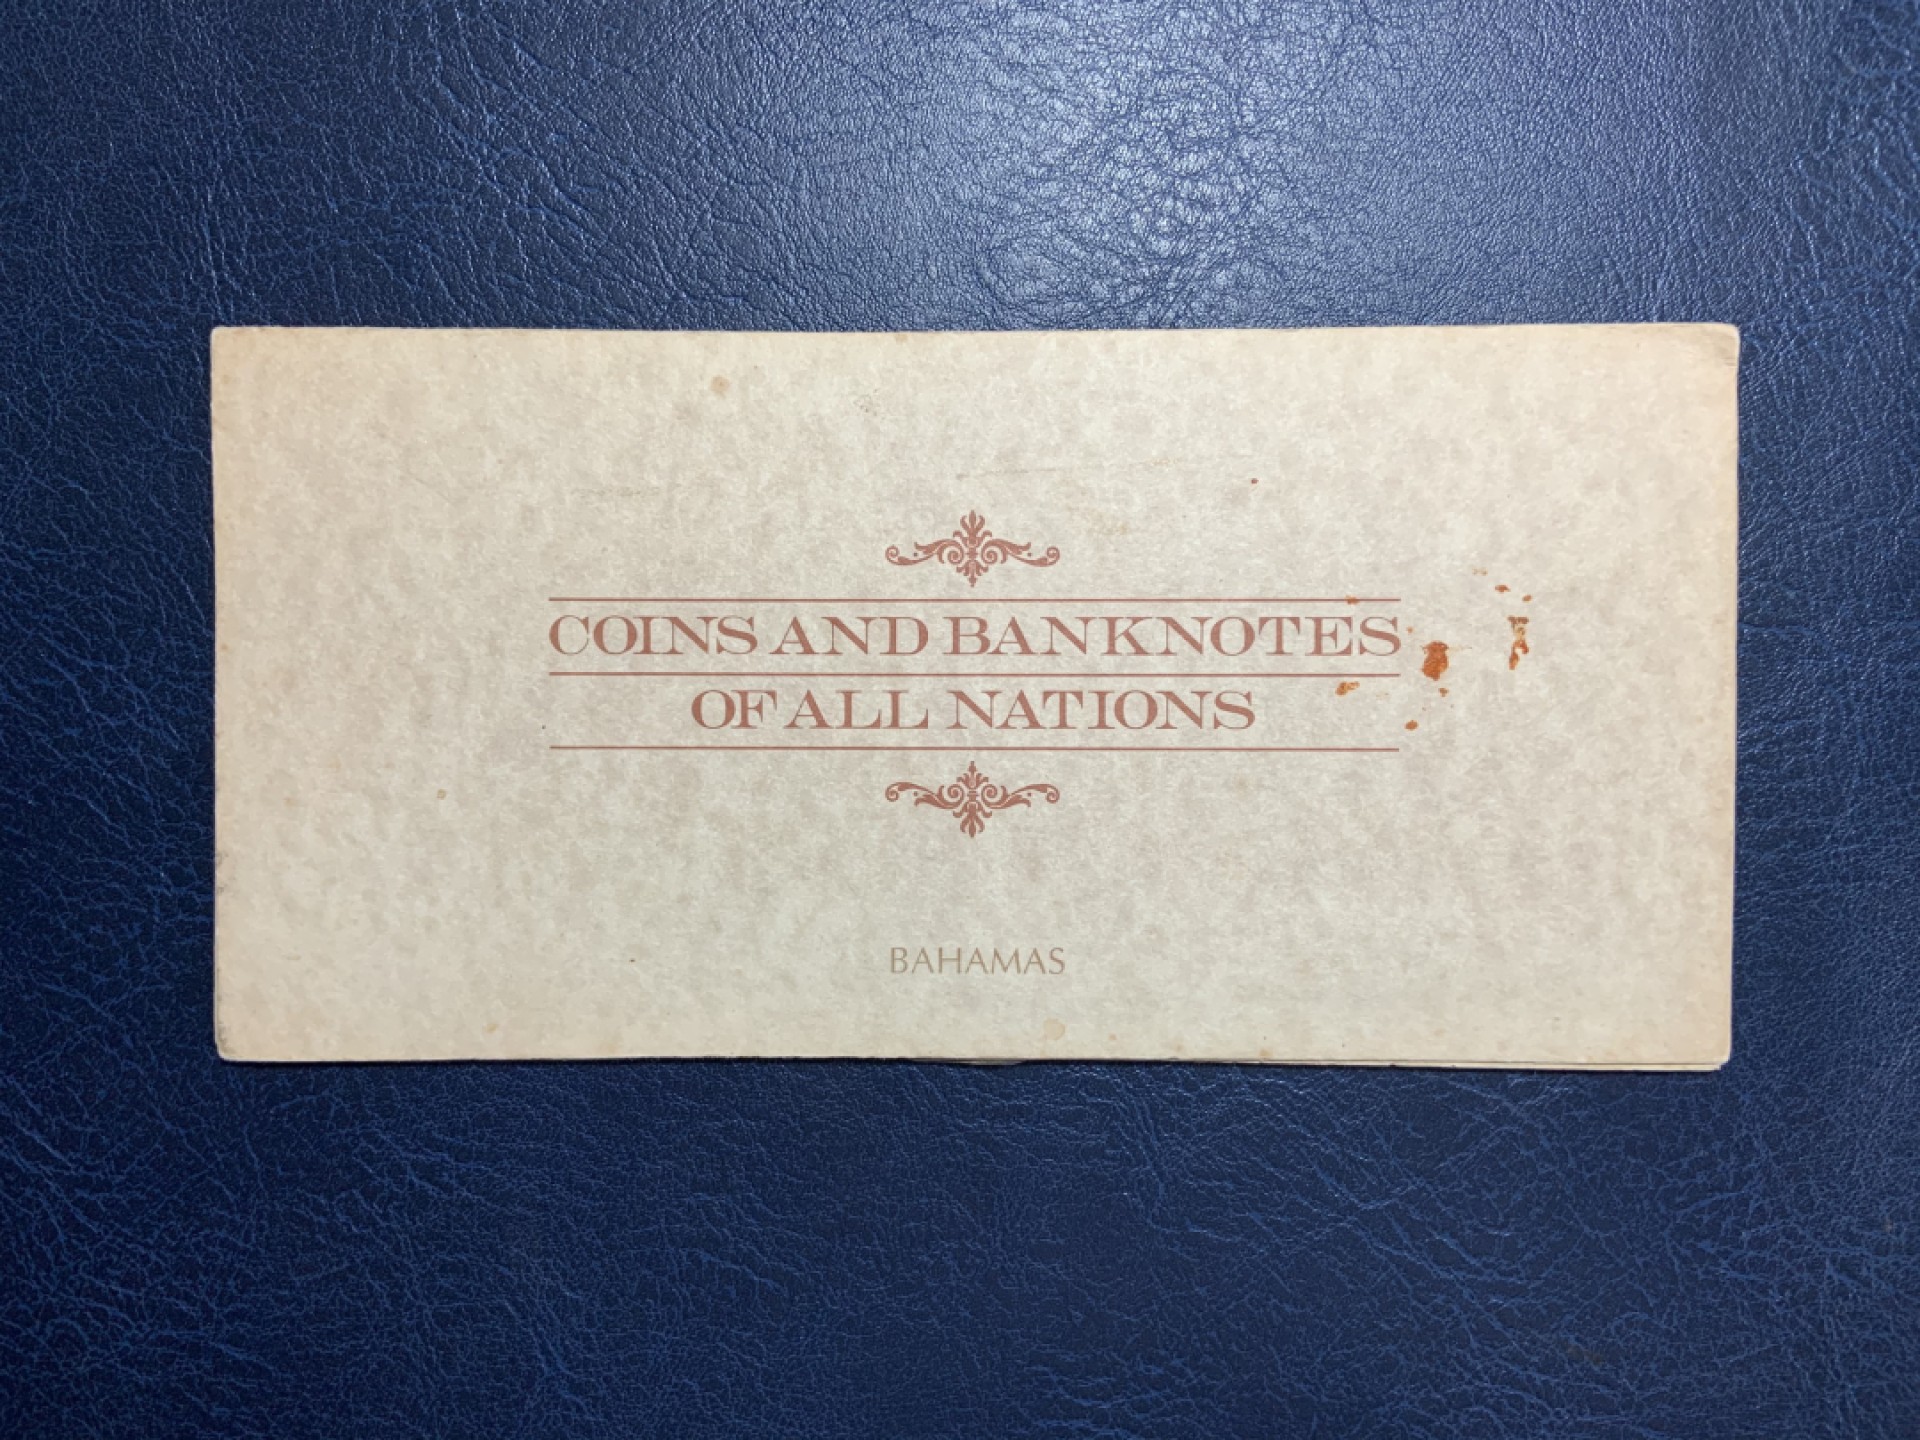 COINS AND BANKNOTES
OF ALL NATIONS
BAHAMAS